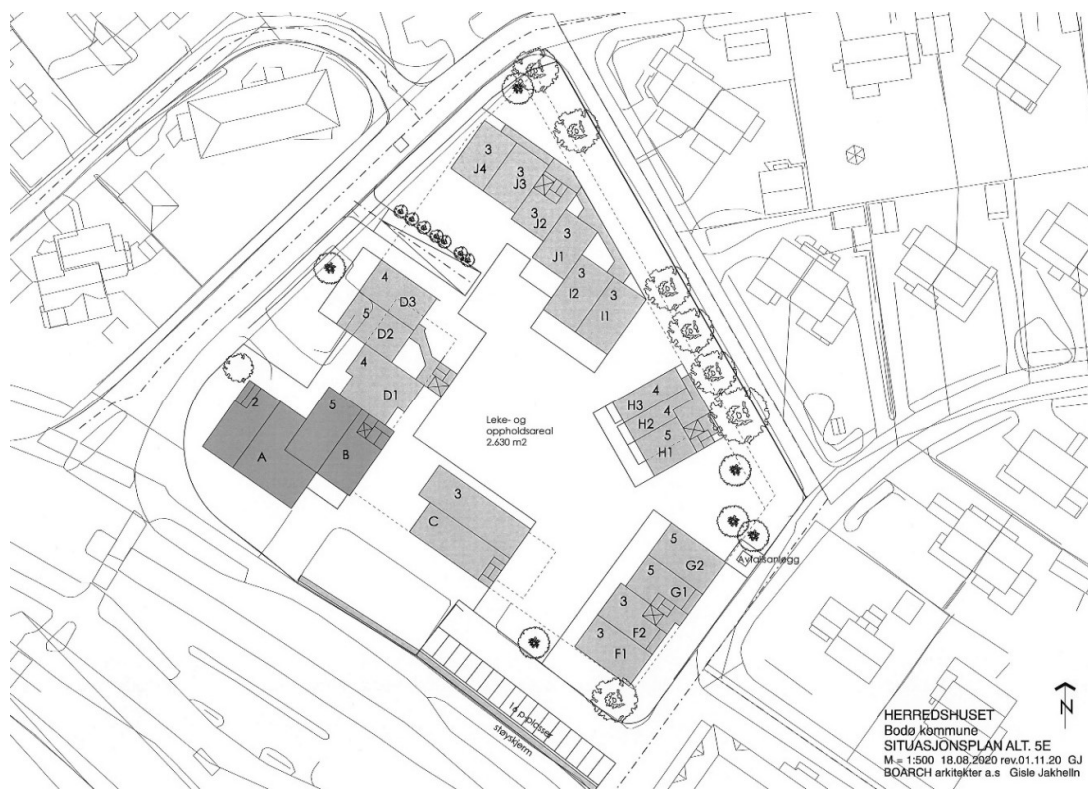 3
J4
3
J3
3
J2
3
J1
3
I2
3
I1
4
D3
5
D2
4
D1
2
A
5
B
3
C
Leke- og
oppholdsareal
2.630 m2
4
H3
4
H2
5
H1
5
G2
5
G1
3
F2
3
F1
Avfallsanlegg
16 p-plasser
støyskjerm
N
HERREDSHUSET
Bodø kommune
SITUASJONSPLAN ALT. 5E
M = 1:500 18.08.2020 rev.01.11.20 GJ
BOARCH arkitekter a.s Gisle Jakhelln